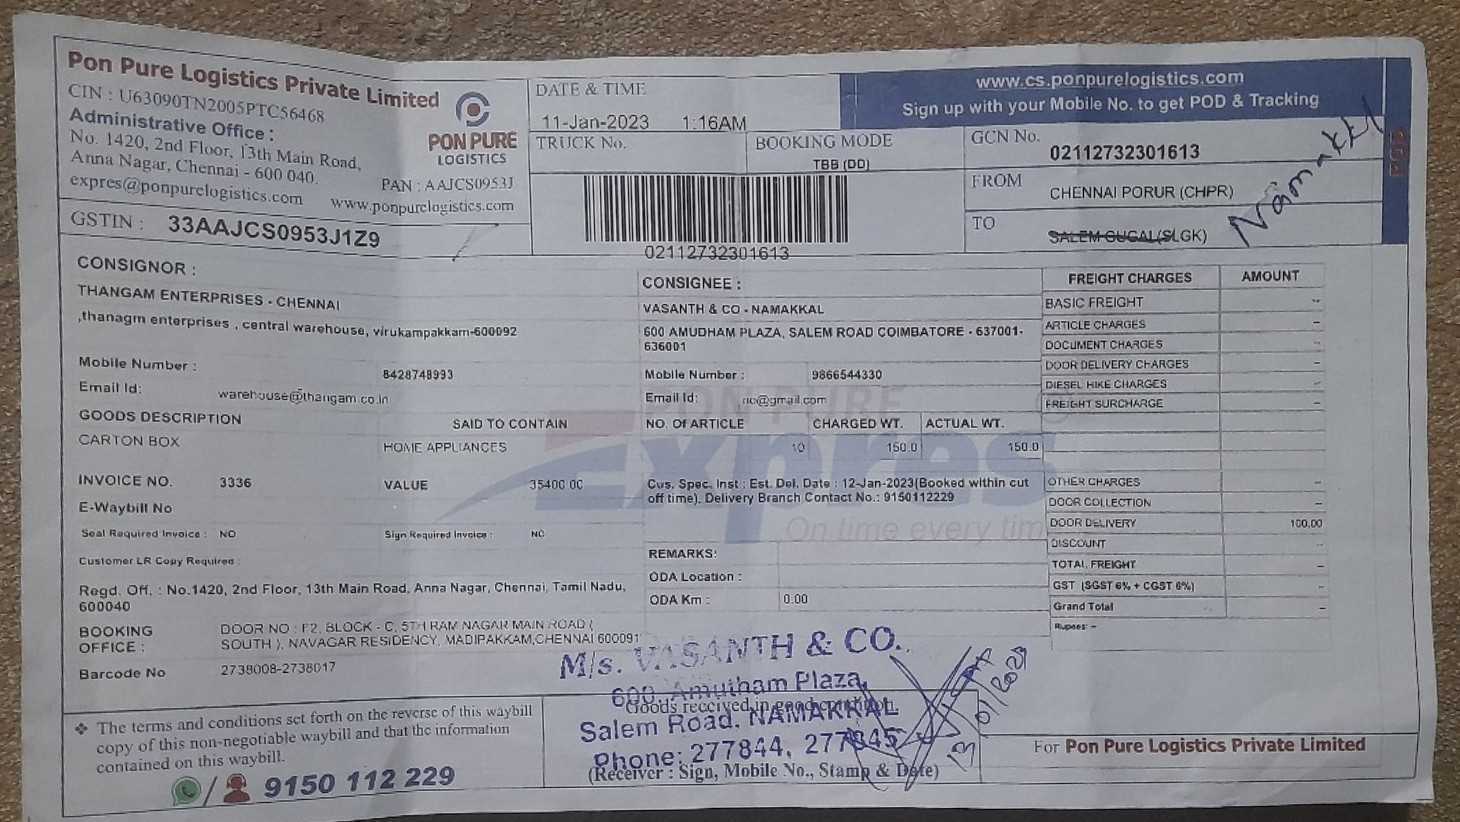 Pon Pure Logistics Private Limited
CIN : U63090TN2005PTC56468
Administrative Office :
No. 1420, 2nd Floor, 13th Main Road,
Anna Nagar, Chennai - 600 040.
expres@ponpurelogistics.com
PON PURE
LOGISTICS
PAN : AAJCS0953J
www.ponpurelogistics.com
GSTIN : 33AAJCS0953J1Z9
DATE & TIME
11-Jan-2023 1:16AM
TRUCK No.
BOOKING MODE
TBB (DD)
02112732301613
www.cs.ponpurelogistics.com
Sign up with your Mobile No. to get POD & Tracking
GCN No. 02112732301613
FROM CHENNAI PORUR (CHPR)
TO SALEM GUGAI(SLGK)
Namakkl
POD
CONSIGNOR :
THANGAM ENTERPRISES - CHENNAI
,thanagm enterprises , central warehouse, virukampakkam-600092
Mobile Number : 8428748993
Email Id: warehouse@thangam.co.in
CONSIGNEE :
VASANTH & CO - NAMAKKAL
600 AMUDHAM PLAZA, SALEM ROAD COIMBATORE - 637001-
636001
Mobile Number : 9866544330
Email Id: no@gmail.com
GOODS DESCRIPTION SAID TO CONTAIN NO. Of ARTICLE CHARGED WT. ACTUAL WT.
CARTON BOX HOME APPLIANCES 10 150.0 150.0
INVOICE NO. 3336 VALUE 35400.00
E-Waybill No
Seal Required Invoice : NO Sign Required Invoice : NO
Customer LR Copy Required :
Cus. Spec. Inst : Est. Del. Date : 12-Jan-2023(Booked within cut
off time), Delivery Branch Contact No.: 9150112229
PON PURE
Expres
On time every time
REMARKS:
ODA Location :
ODA Km : 0.00
Regd. Off. : No.1420, 2nd Floor, 13th Main Road, Anna Nagar, Chennai, Tamil Nadu,
600040
BOOKING
OFFICE :
DOOR NO : F2, BLOCK - C, 5TH RAM NAGAR MAIN ROAD (
SOUTH ), NAVAGAR RESIDENCY, MADIPAKKAM,CHENNAI 600091
Barcode No 2738008-2738017
FREIGHT CHARGES AMOUNT
BASIC FREIGHT --
ARTICLE CHARGES --
DOCUMENT CHARGES --
DOOR DELIVERY CHARGES --
DIESEL HIKE CHARGES --
FREIGHT SURCHARGE --
OTHER CHARGES --
DOOR COLLECTION --
DOOR DELIVERY 100.00
DISCOUNT --
TOTAL FREIGHT --
GST (SGST 6% + CGST 6%) --
Grand Total --
Rupees: --
❖ The terms and conditions set forth on the reverse of this waybill
copy of this non-negotiable waybill and that the information
contained on this waybill.
/ 9150 112 229
M/s. VASANTH & CO.,
600, Amutham Plaza,
Goods received in good condition.
Salem Road, NAMAKKAL
Phone: 277844, 277845
(Receiver : Sign, Mobile No., Stamp & Date)
For Pon Pure Logistics Private Limited